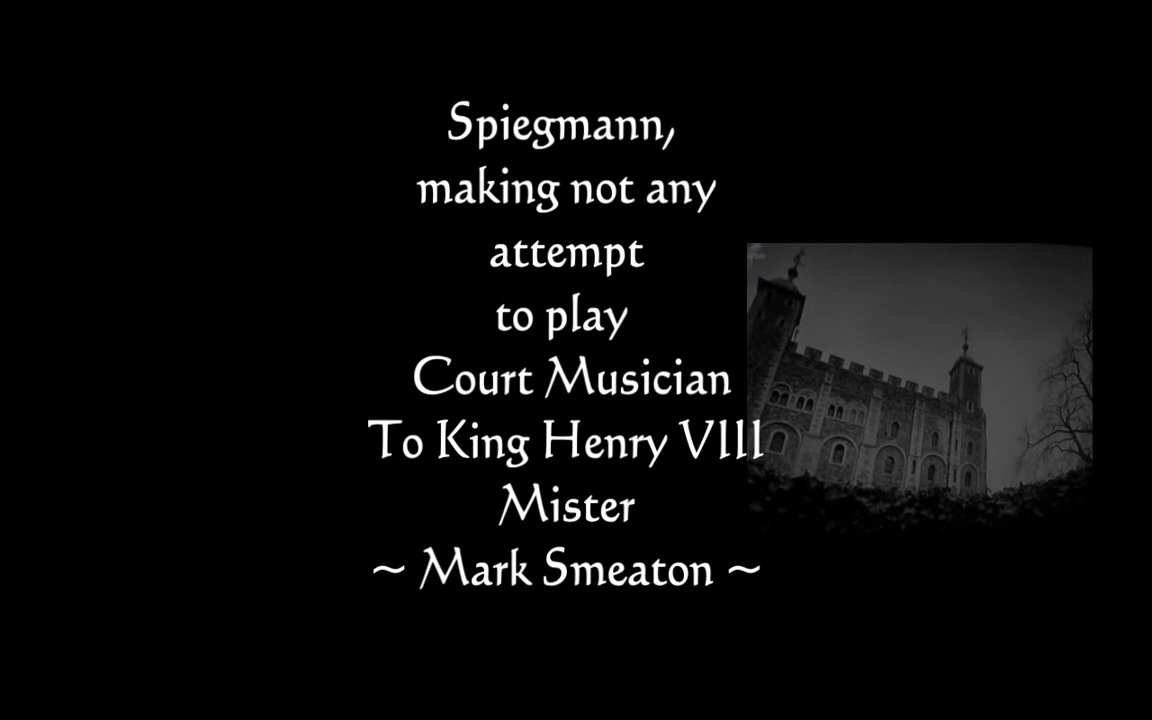 Spiegmann,
making not any
attempt
to play
Court Musician
To King Henry VIII
Mister
~ Mark Smeaton ~